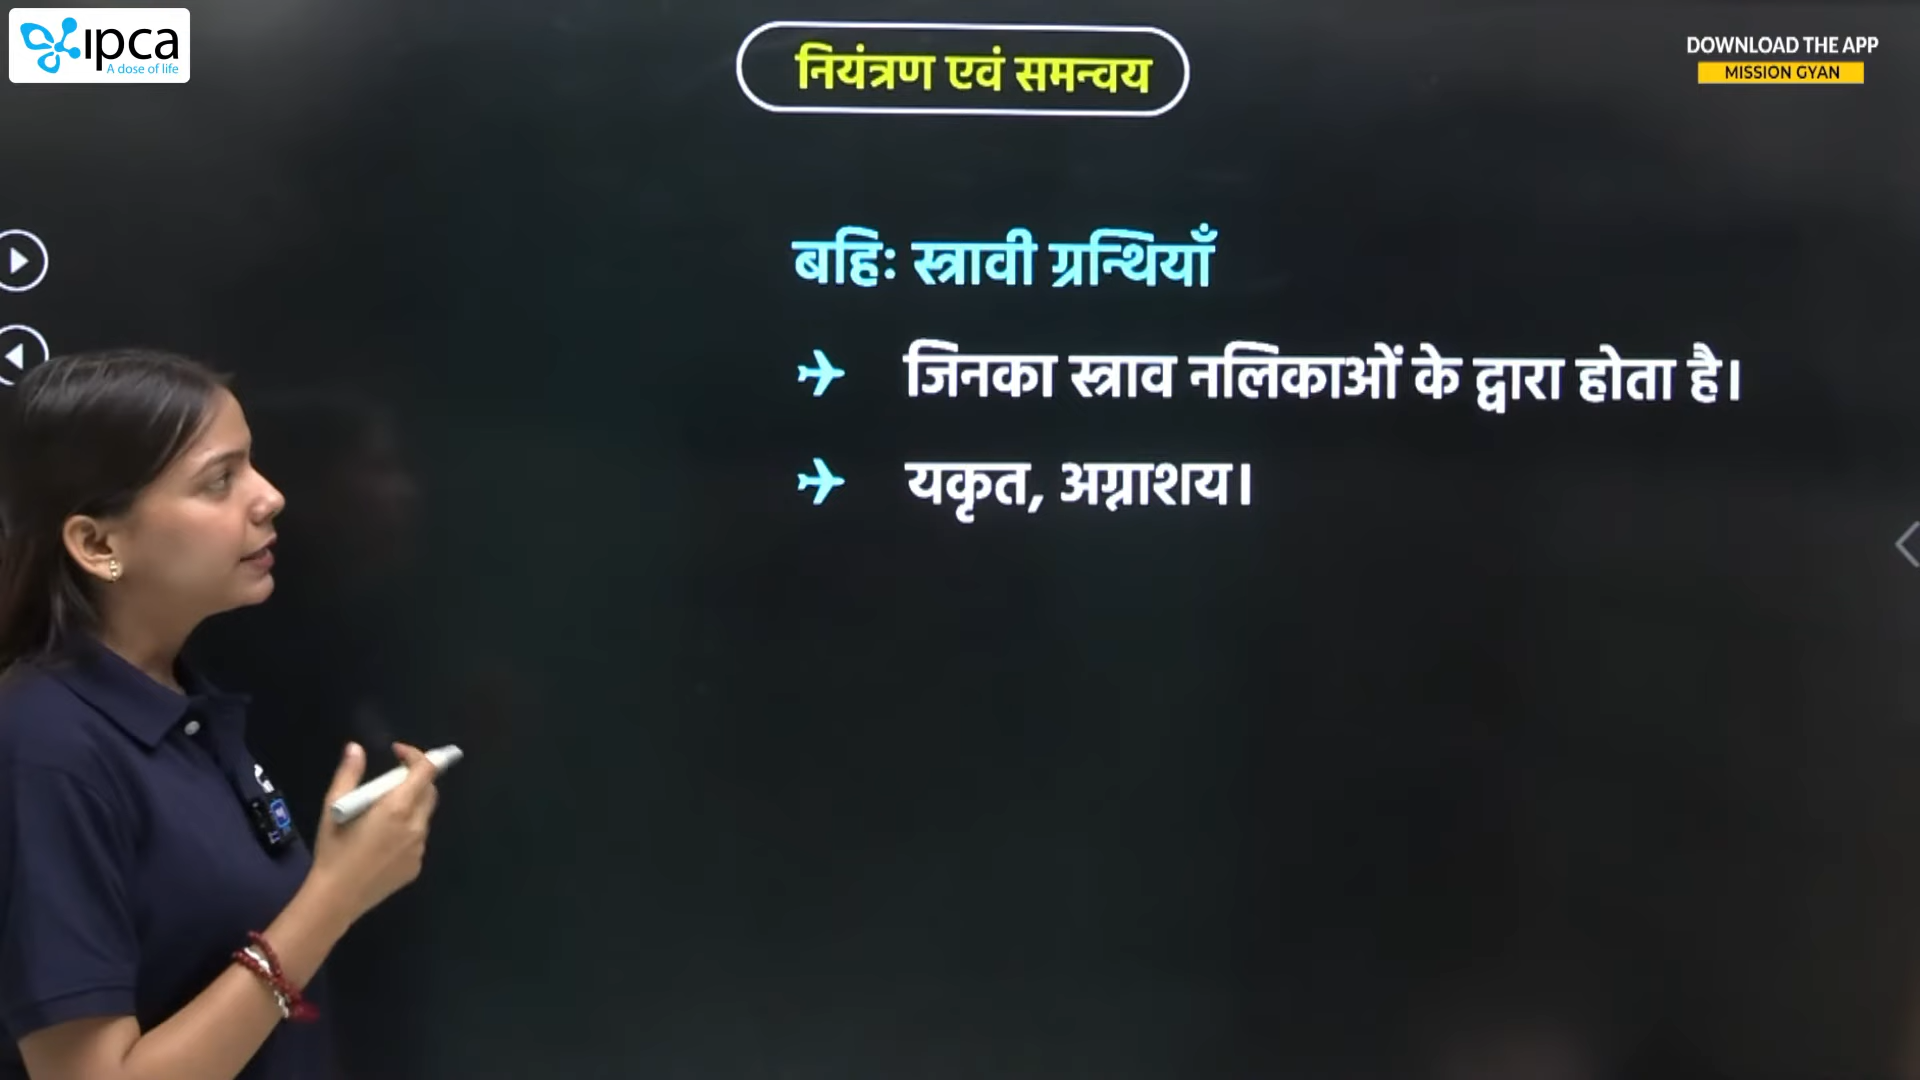 ipca
A dose of life
DOWNLOAD THE APP
MISSION GYAN
नियंत्रण एवं समन्वय
बहिः स्त्रावी ग्रन्थियाँ
जिनका स्त्राव नलिकाओं के द्वारा होता है।
यकृत, अग्नाशय।